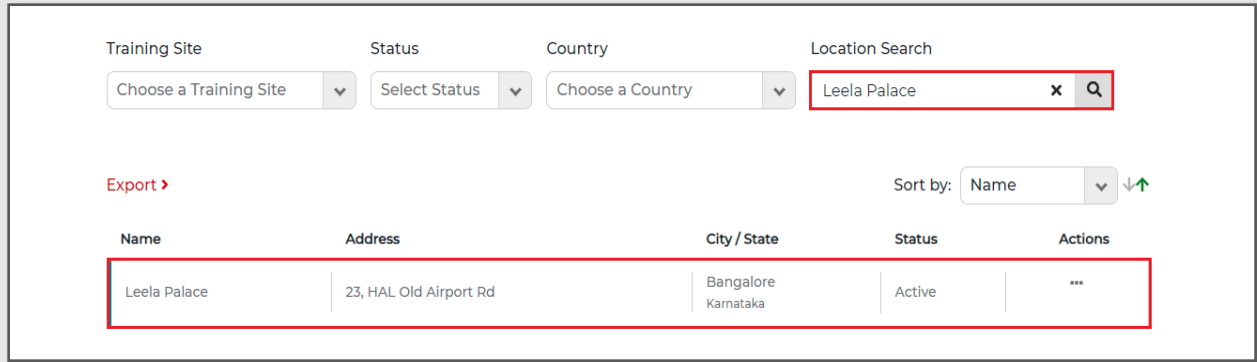 Training Site Status Country Location Search
Choose a Training Site Select Status Choose a Country Leela Palace
Export
Sort by: Name
Name Address City / State Status Actions
Leela Palace 23, HAL Old Airport Rd Bangalore Active
Karnataka